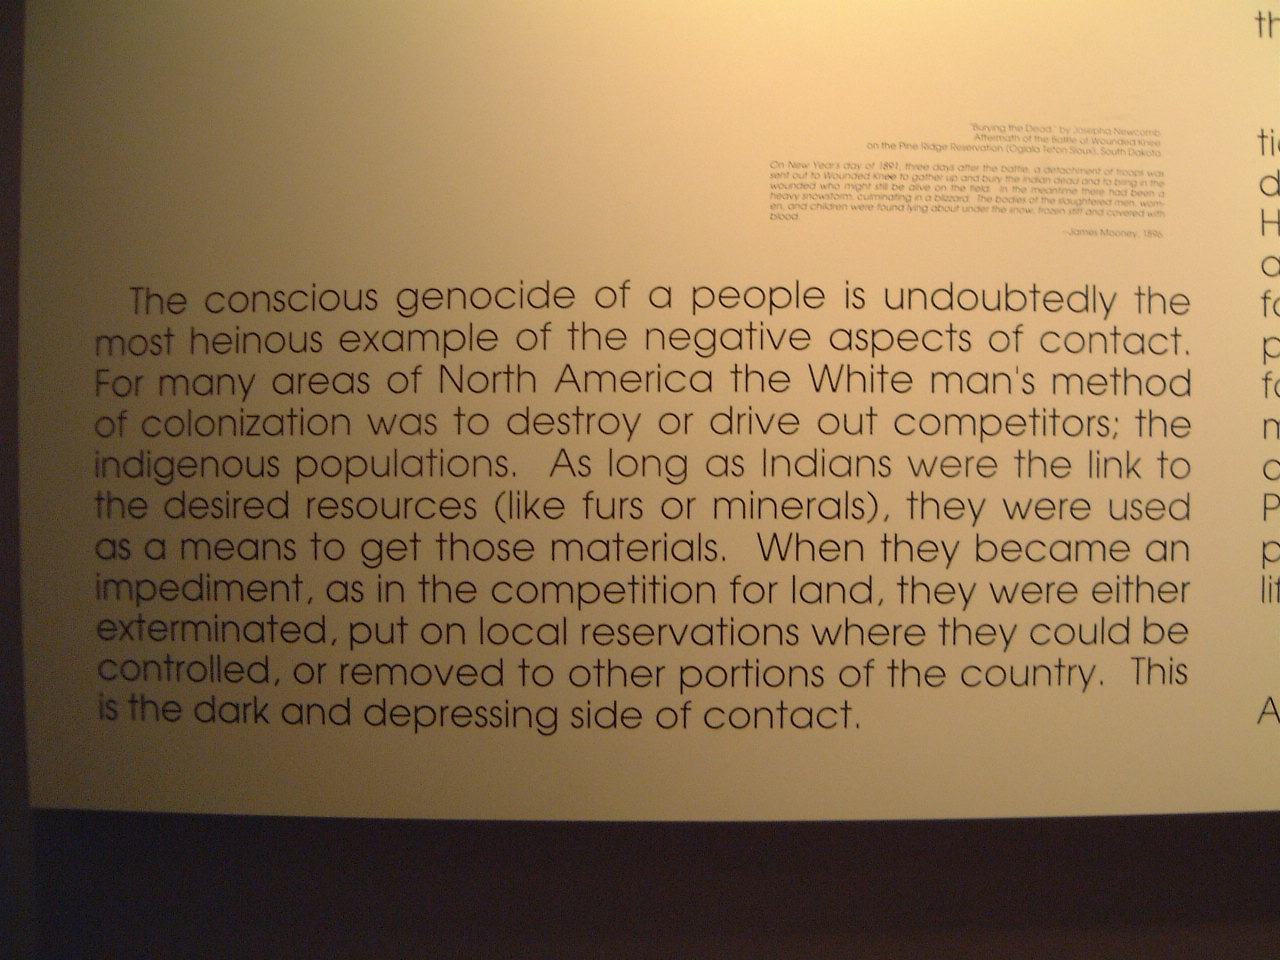 "Burying the Dead," by Josepha Newcomb
Aftermath of the Battle of Wounded Knee
on the Pine Ridge Reservation (Oglala Teton Sioux), South Dakota
On New Year's day of 1891, three days after the battle, a detachment of troops was
sent out to Wounded Knee to gather up and bury the Indian dead and to bring in the
wounded who might still be alive on the field. In the meantime there had been a
heavy snowstorm, culminating in a blizzard. The bodies of the slaughtered men, wom-
en, and children were found lying about under the snow, frozen stiff and covered with
blood.
--James Mooney, 1896
The conscious genocide of a people is undoubtedly the
most heinous example of the negative aspects of contact.
For many areas of North America the White man's method
of colonization was to destroy or drive out competitors; the
indigenous populations. As long as Indians were the link to
the desired resources (like furs or minerals), they were used
as a means to get those materials. When they became an
impediment, as in the competition for land, they were either
exterminated, put on local reservations where they could be
controlled, or removed to other portions of the country. This
is the dark and depressing side of contact.